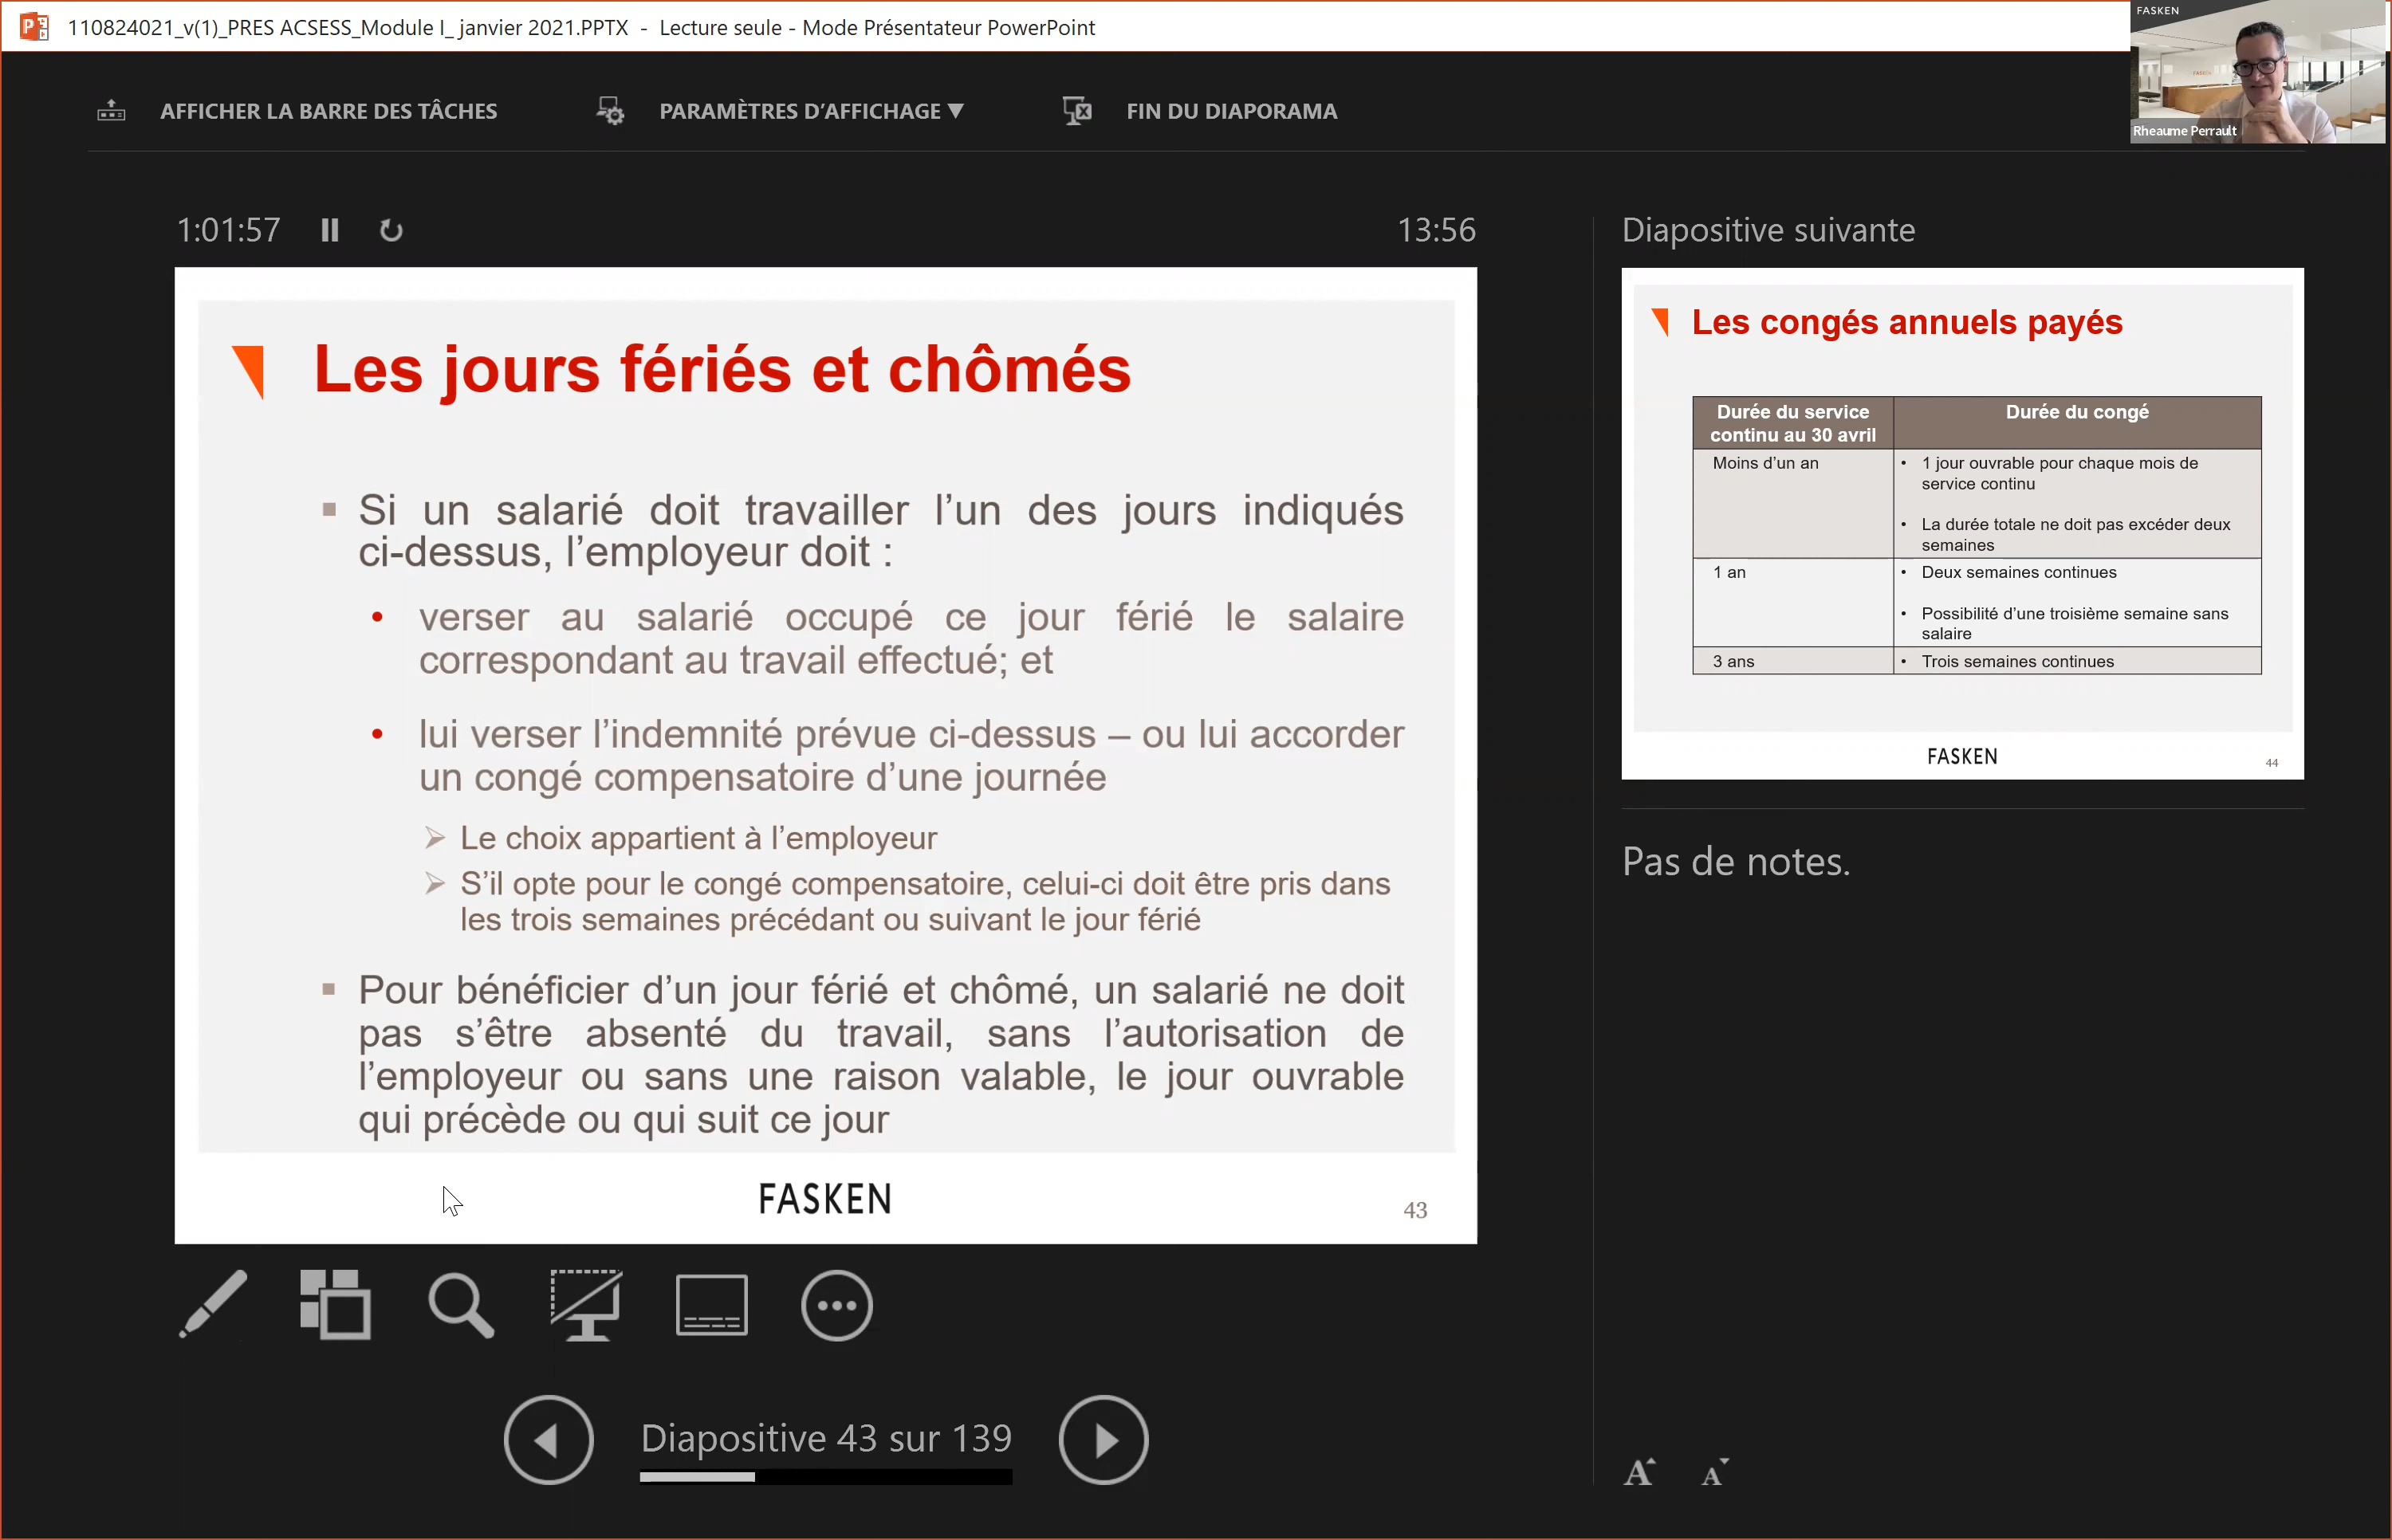 110824021_v(1)_PRES ACSESS_Module I_ janvier 2021.PPTX - Lecture seule - Mode Présentateur PowerPoint
FASKEN
Rheaume Perrault
AFFICHER LA BARRE DES TÂCHES
PARAMÈTRES D’AFFICHAGE ▼
FIN DU DIAPORAMA
1:01:57
13:56
Les jours fériés et chômés
Si un salarié doit travailler l’un des jours indiqués
ci-dessus, l’employeur doit :
verser au salarié occupé ce jour férié le salaire
correspondant au travail effectué; et
lui verser l’indemnité prévue ci-dessus – ou lui accorder
un congé compensatoire d’une journée
Le choix appartient à l’employeur
S’il opte pour le congé compensatoire, celui-ci doit être pris dans
les trois semaines précédant ou suivant le jour férié
Pour bénéficier d’un jour férié et chômé, un salarié ne doit
pas s’être absenté du travail, sans l’autorisation de
l’employeur ou sans une raison valable, le jour ouvrable
qui précède ou qui suit ce jour
FASKEN
43
Diapositive 43 sur 139
Diapositive suivante
Les congés annuels payés
Durée du service
continu au 30 avril
Durée du congé
Moins d’un an
• 1 jour ouvrable pour chaque mois de
service continu
• La durée totale ne doit pas excéder deux
semaines
1 an
• Deux semaines continues
• Possibilité d’une troisième semaine sans
salaire
3 ans
• Trois semaines continues
FASKEN
44
Pas de notes.
A A